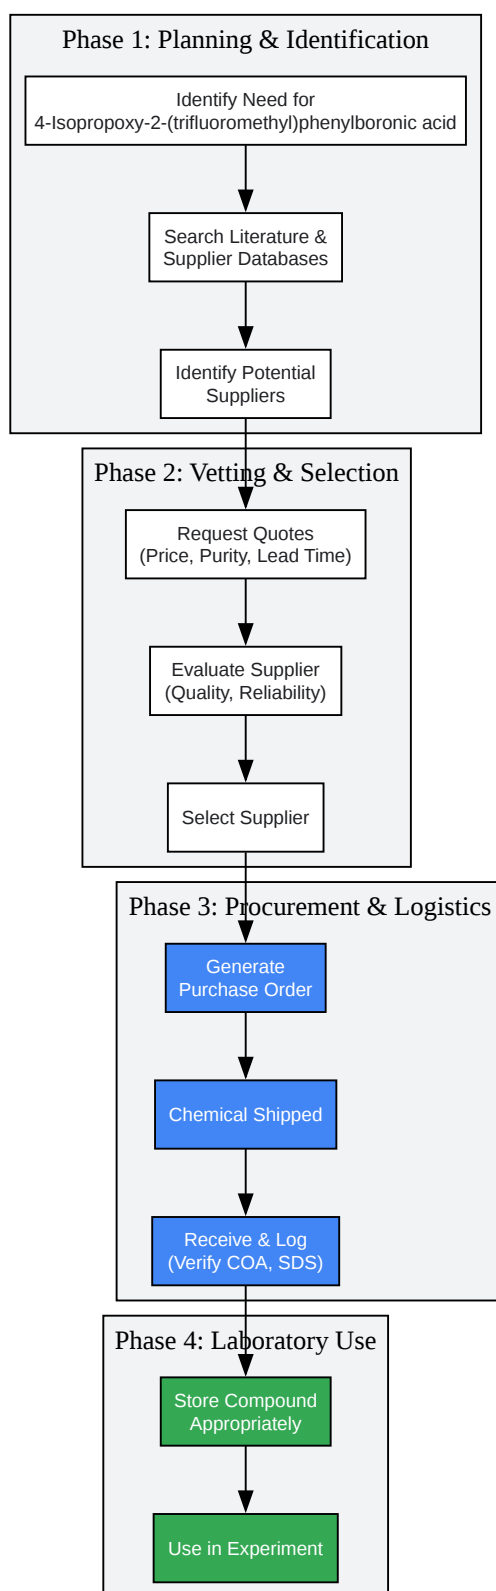 Phase 1: Planning & Identification
Identify Need for
4-Isopropoxy-2-(trifluoromethyl)phenylboronic acid
Search Literature &
Supplier Databases
Identify Potential
Suppliers
Phase 2: Vetting & Selection
Request Quotes
(Price, Purity, Lead Time)
Evaluate Supplier
(Quality, Reliability)
Select Supplier
Phase 3: Procurement & Logistics
Generate
Purchase Order
Chemical Shipped
Receive & Log
(Verify COA, SDS)
Phase 4: Laboratory Use
Store Compound
Appropriately
Use in Experiment